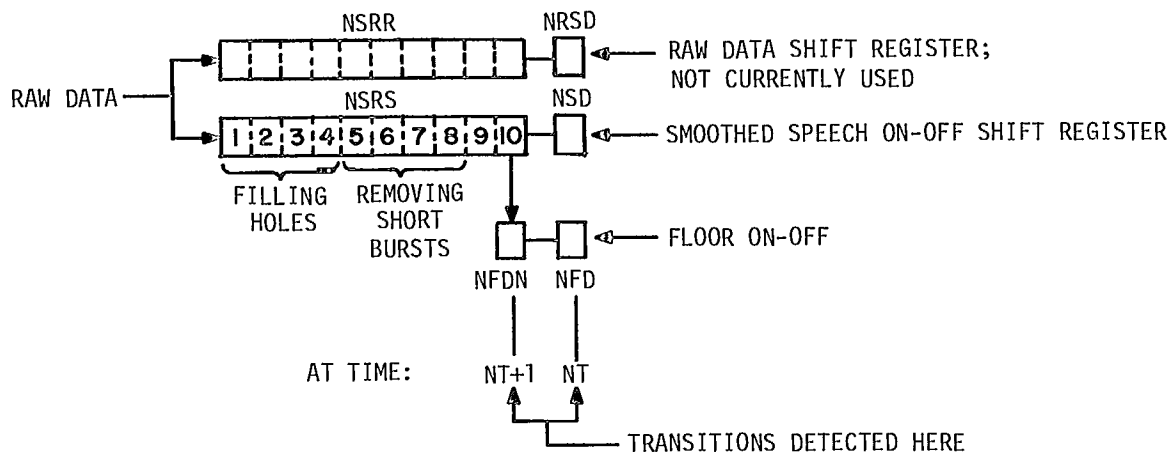 NSRR
NRSD
RAW DATA SHIFT REGISTER;
NOT CURRENTLY USED
RAW DATA
NSRS
NSD
1 2 3 4 5 6 7 8 9 10
SMOOTHED SPEECH ON-OFF SHIFT REGISTER
FILLING
HOLES
REMOVING
SHORT
BURSTS
FLOOR ON-OFF
NFDN
NFD
AT TIME:
NT+1
NT
TRANSITIONS DETECTED HERE